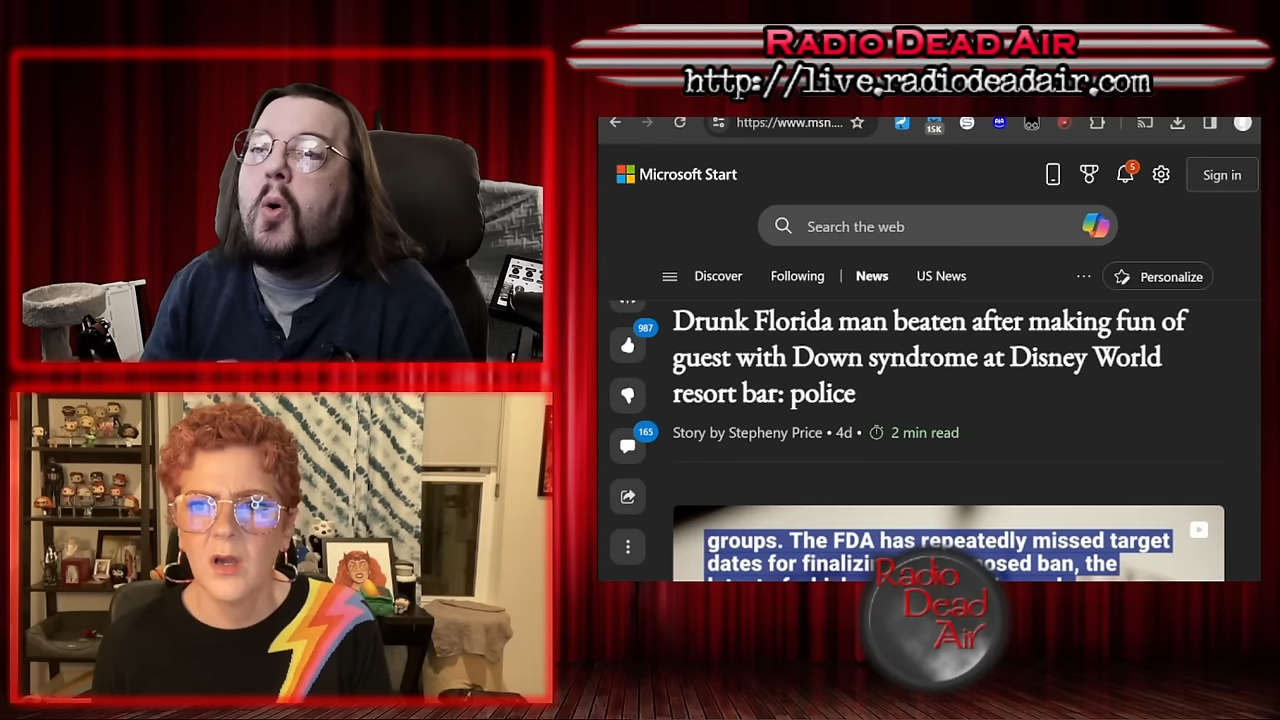 Radio Dead Air
http://live.radiodeadair.com
https://www.msn....
15K
Microsoft Start
5
Sign in
Search the web
Discover
Following
News
US News
...
Personalize
987
Drunk Florida man beaten after making fun of
guest with Down syndrome at Disney World
resort bar: police
165
Story by Stepheny Price • 4d • 2 min read
groups. The FDA has repeatedly missed target
dates for
the
Radio
Dead
Air